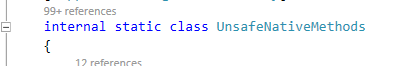 99+ references
internal static class UnsafeNativeMethods
{
12 references